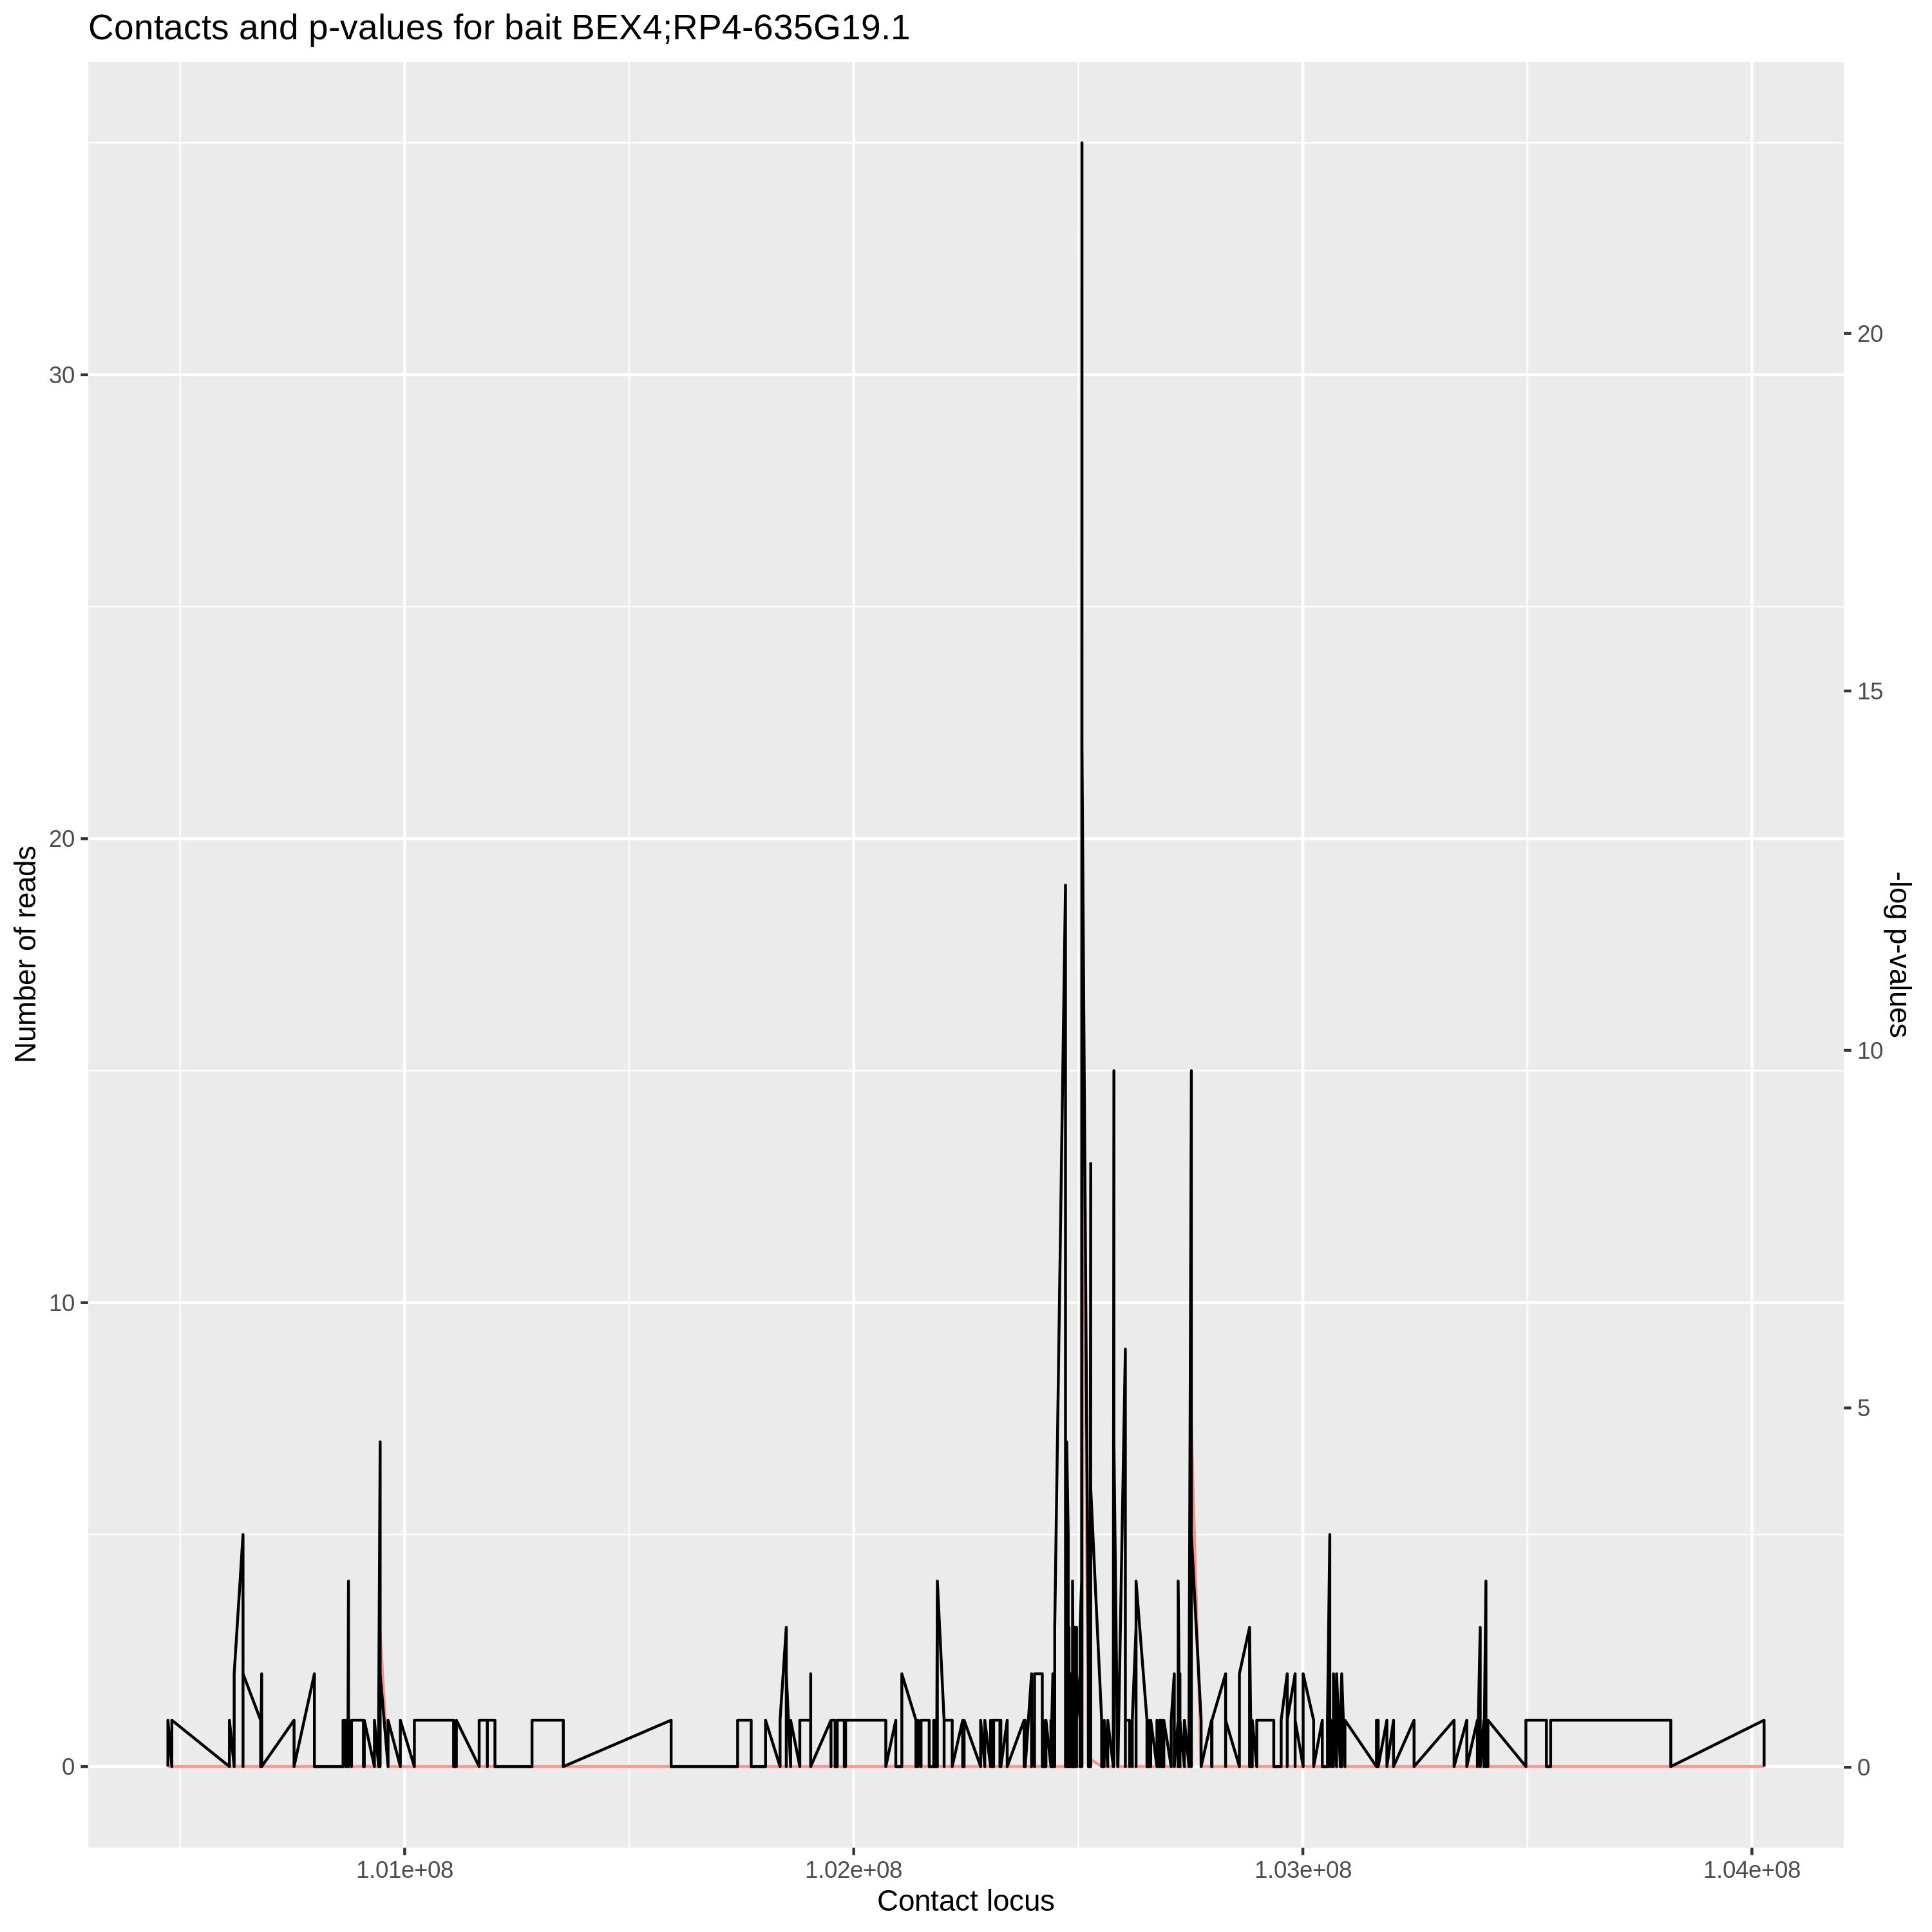 Contacts and p-values for bait BEX4;RP4-635G19.1
Number of reads
30
20
10
0
-log p-values
20
15
10
5
0
1.01e+08
1.02e+08
1.03e+08
1.04e+08
Contact locus